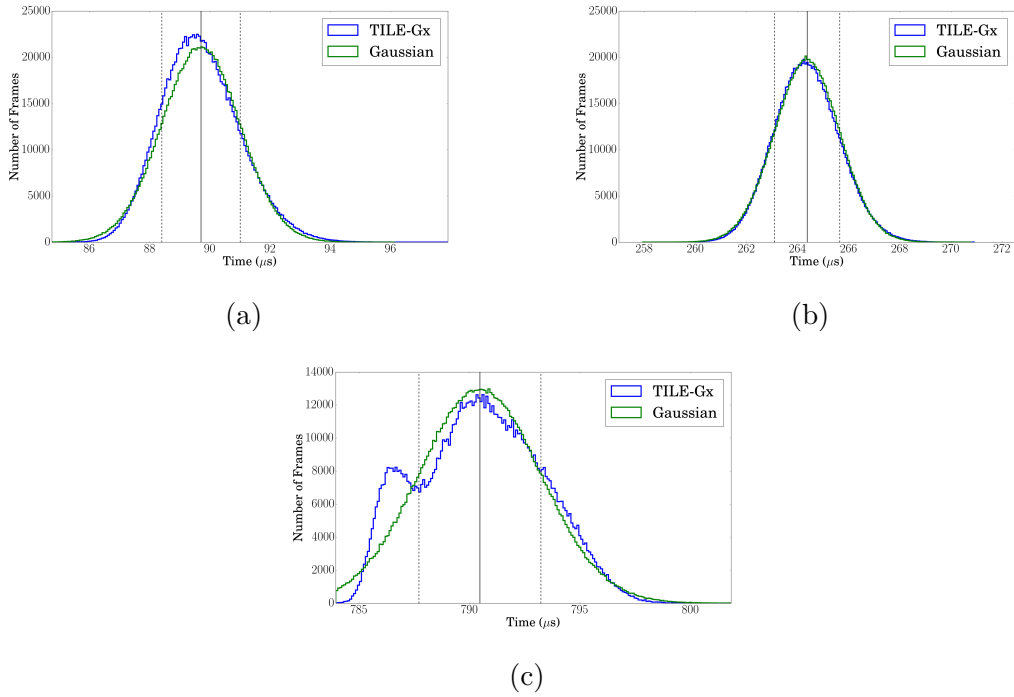 25000
20000
15000
10000
5000
0
Number of Frames
86 88 90 92 94 96
Time (μs)
TILE-Gx
Gaussian
(a)
25000
20000
15000
10000
5000
0
Number of Frames
258 260 262 264 266 268 270 272
Time (μs)
TILE-Gx
Gaussian
(b)
14000
12000
10000
8000
6000
4000
2000
0
Number of Frames
785 790 795 800
Time (μs)
TILE-Gx
Gaussian
(c)